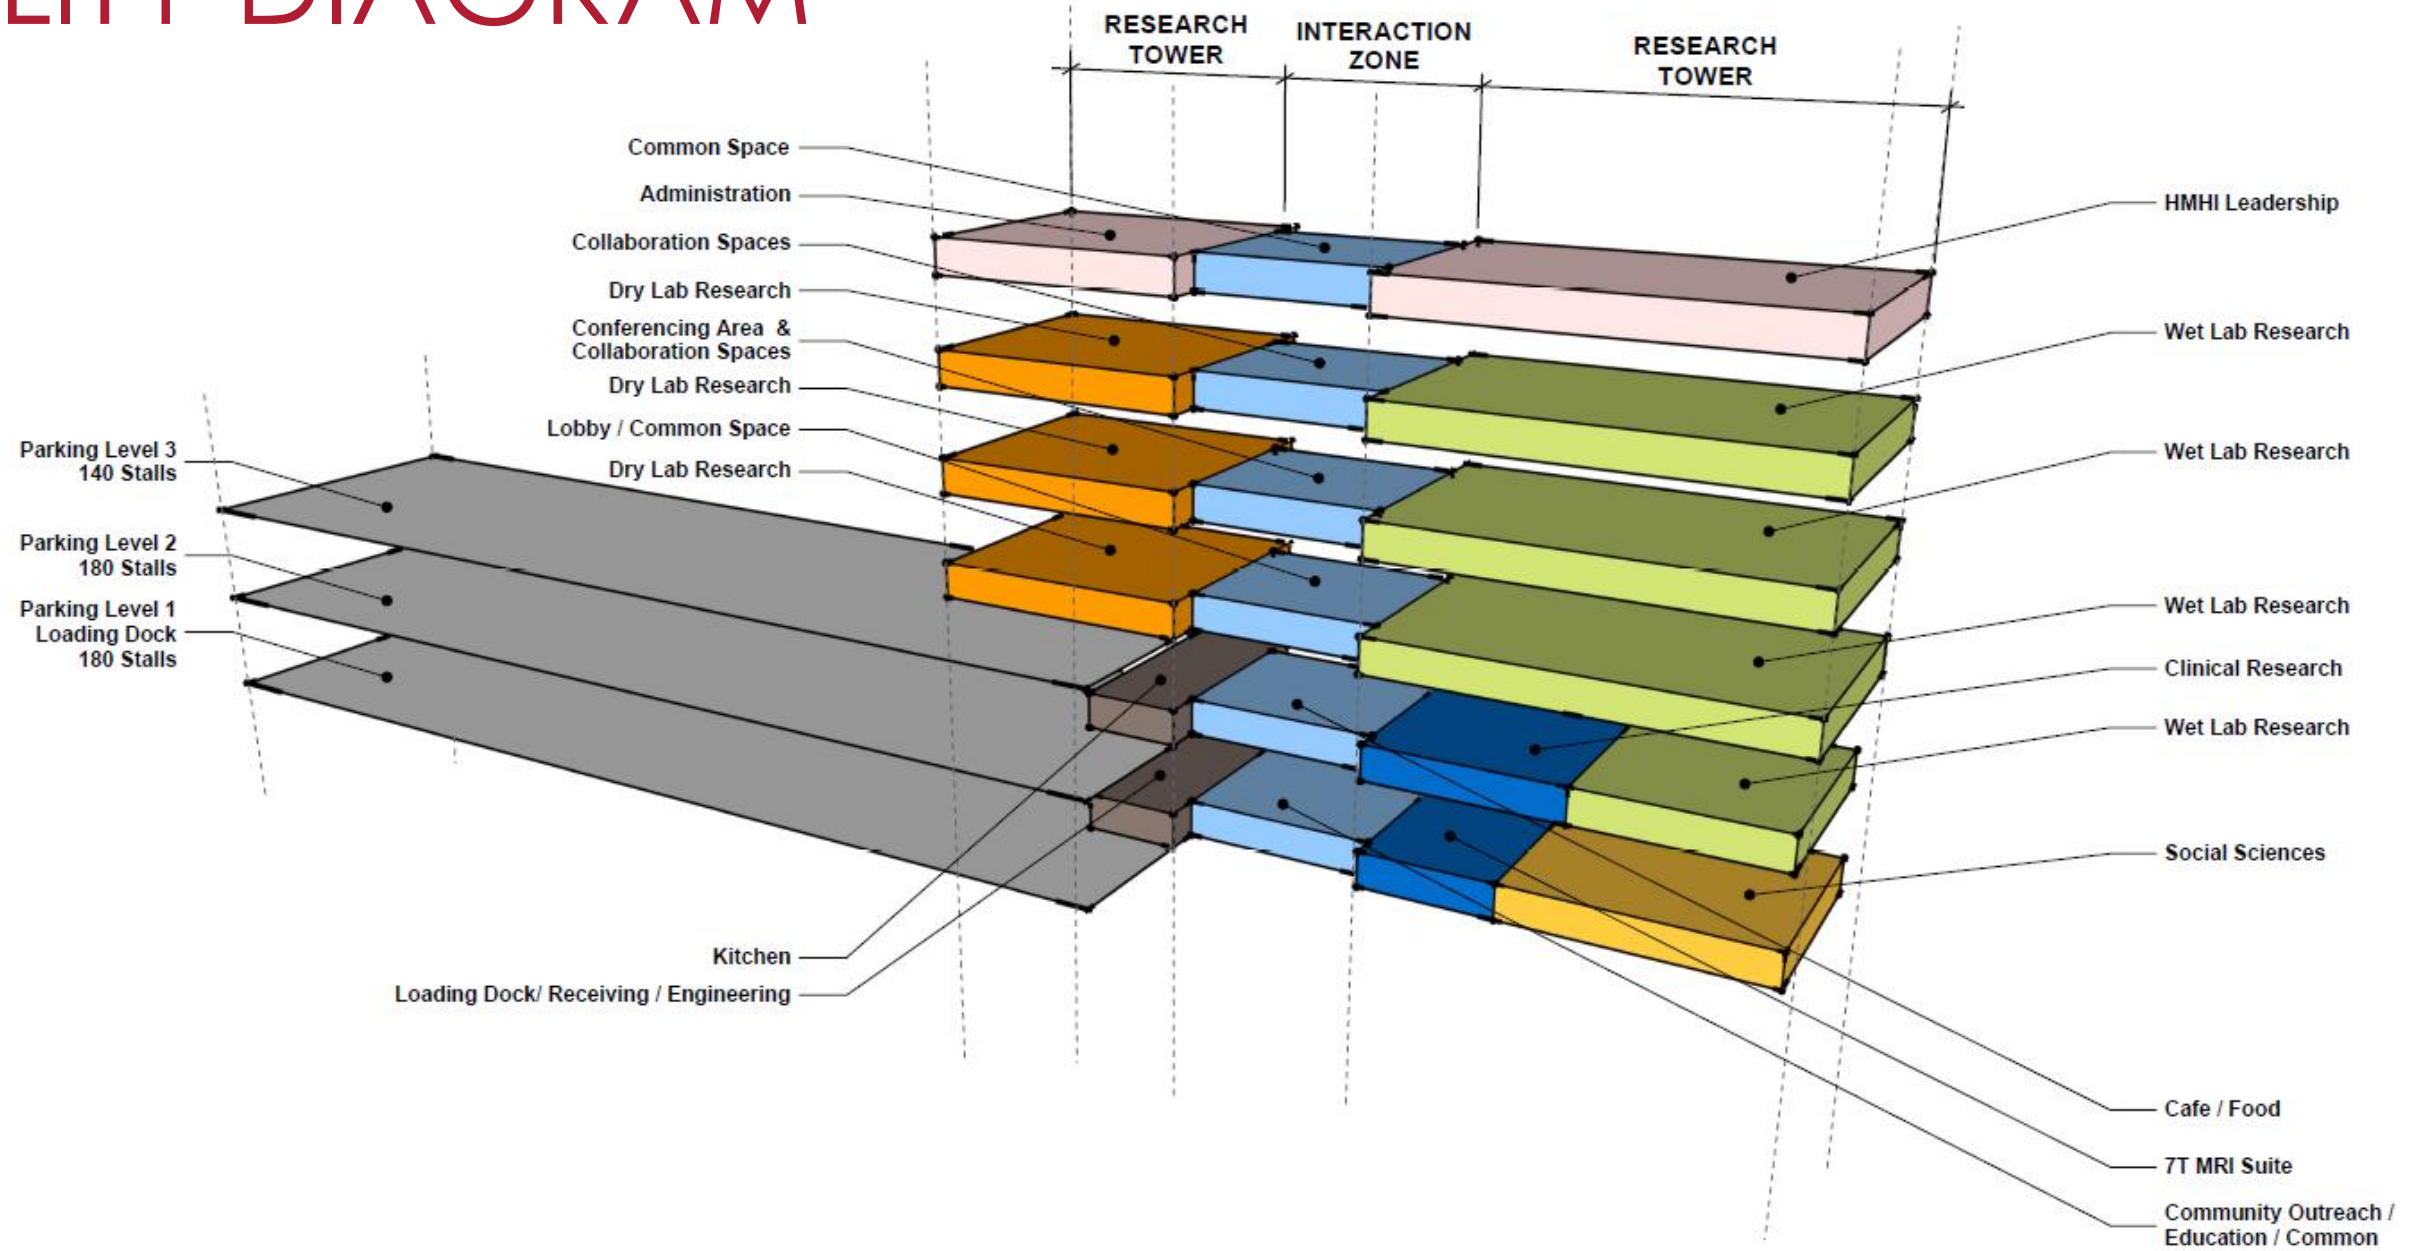 DIAGRAM
RESEARCH
TOWER
INTERACTION
ZONE
RESEARCH
TOWER
Common Space
Administration
Collaboration Spaces
Dry Lab Research
Conferencing Area &
Collaboration Spaces
Dry Lab Research
Lobby / Common Space
Dry Lab Research
Parking Level 3
140 Stalls
Parking Level 2
180 Stalls
Parking Level 1
Loading Dock
180 Stalls
Kitchen
Loading Dock/ Receiving / Engineering
HMHI Leadership
Wet Lab Research
Wet Lab Research
Wet Lab Research
Clinical Research
Wet Lab Research
Social Sciences
Cafe / Food
7T MRI Suite
Community Outreach /
Education / Common